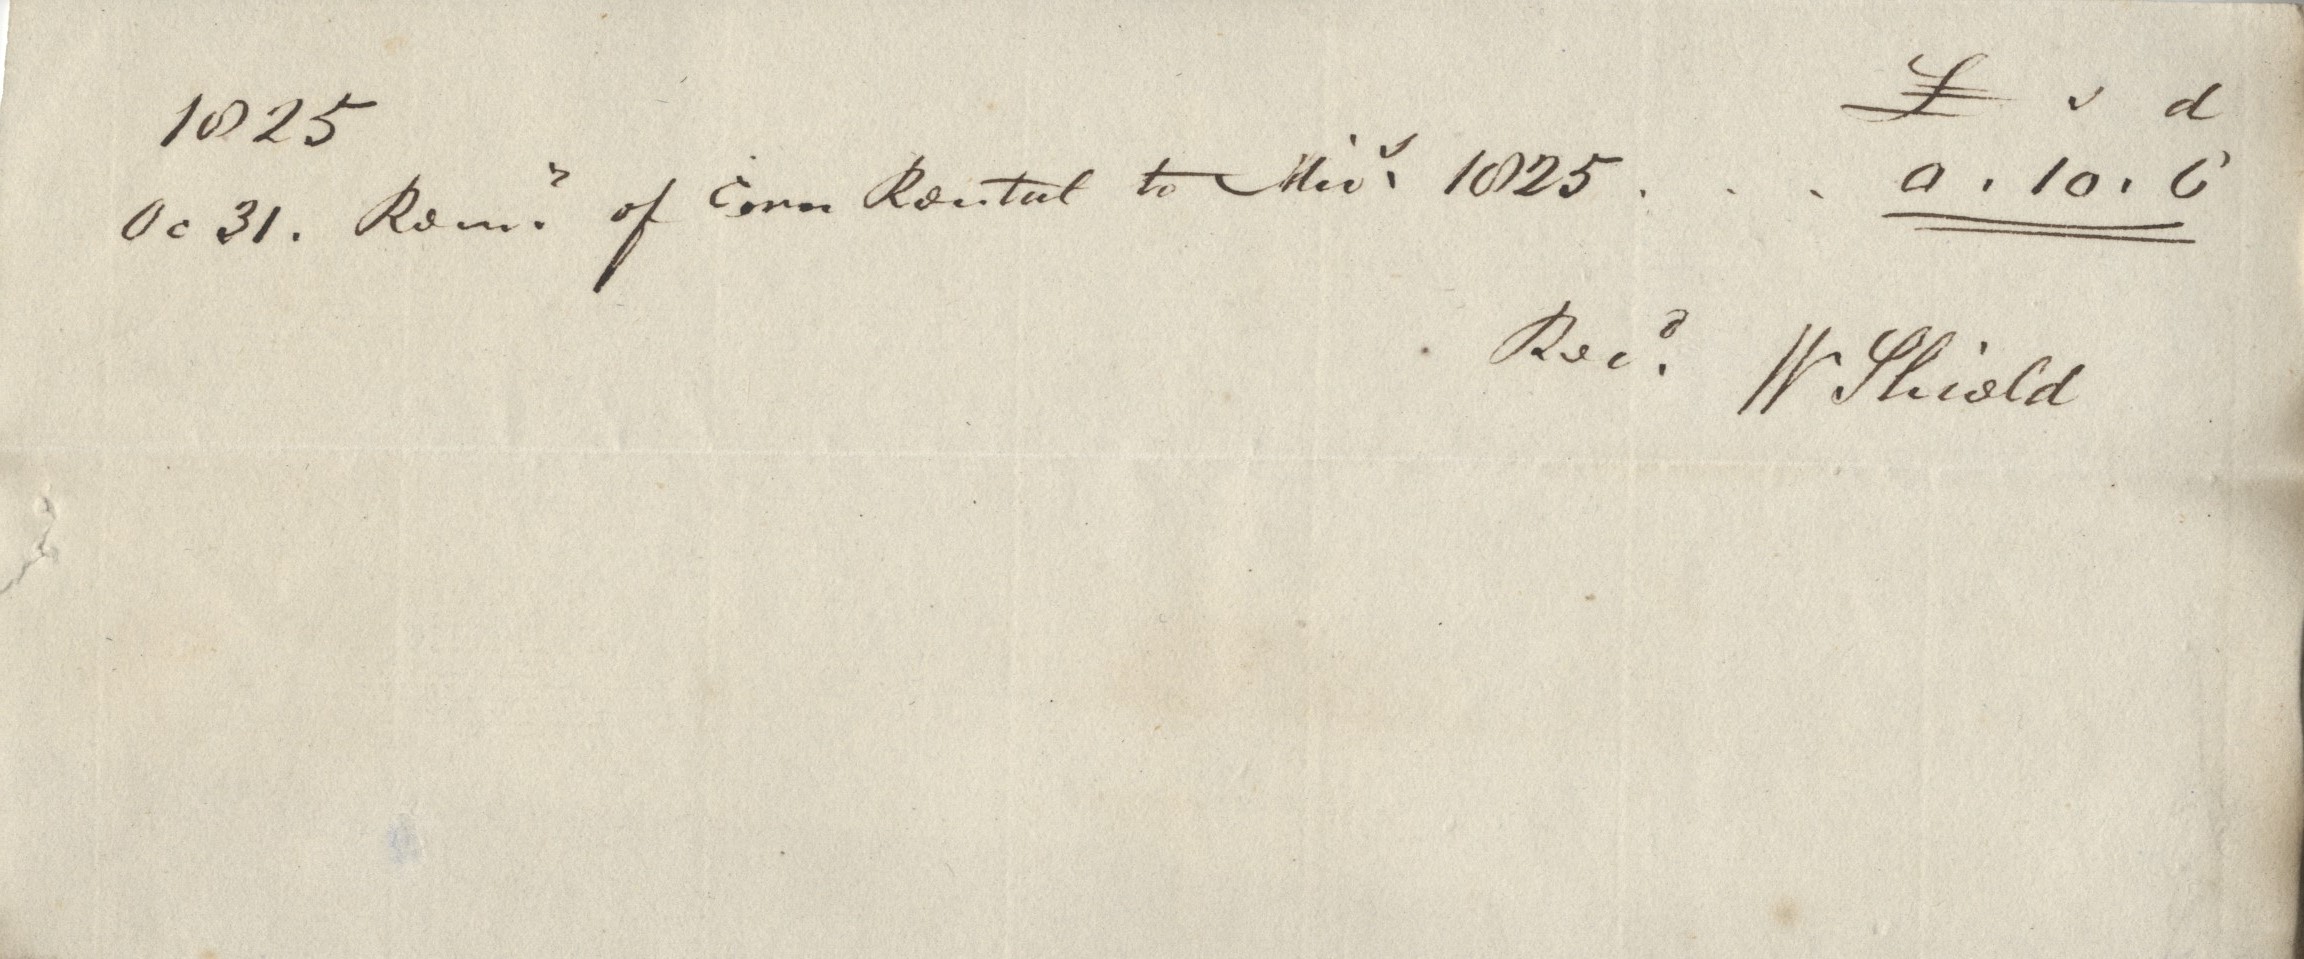 1825
£ s d
Oc 31. Remr. of Corn Rental to Mics. 1825 . . . 0 . 10 . 6
Recd. W Shield